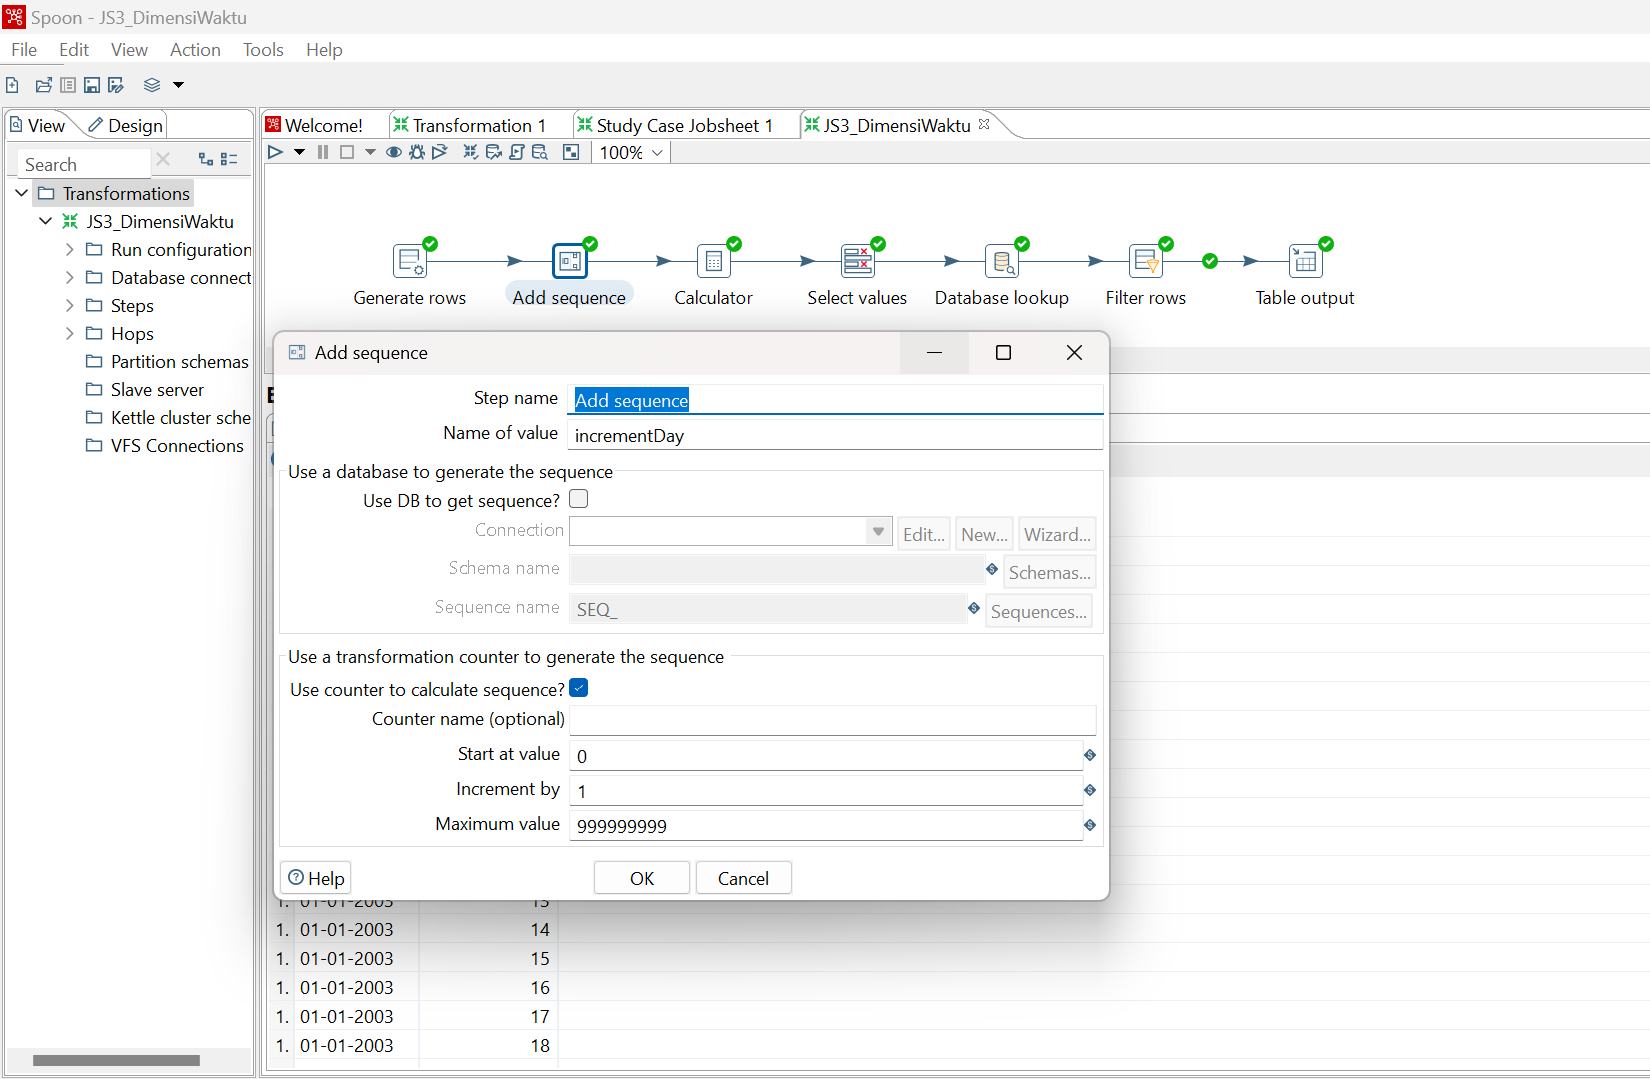 Spoon - JS3_DimensiWaktu
File Edit View Action Tools Help
View Design
Welcome! Transformation 1 Study Case Jobsheet 1 JS3_DimensiWaktu
Search
100%
Transformations
JS3_DimensiWaktu
Run configuration
Database connect
Steps
Hops
Partition schemas
Slave server
Kettle cluster sche
VFS Connections
Generate rows Add sequence Calculator Select values Database lookup Filter rows Table output
Add sequence
Step name Add sequence
Name of value incrementDay
Use a database to generate the sequence
Use DB to get sequence?
Connection Edit... New... Wizard...
Schema name Schemas...
Sequence name SEQ_ Sequences...
Use a transformation counter to generate the sequence
Use counter to calculate sequence?
Counter name (optional)
Start at value 0
Increment by 1
Maximum value 999999999
Help OK Cancel
1. 01-01-2003 13
1. 01-01-2003 14
1. 01-01-2003 15
1. 01-01-2003 16
1. 01-01-2003 17
1. 01-01-2003 18